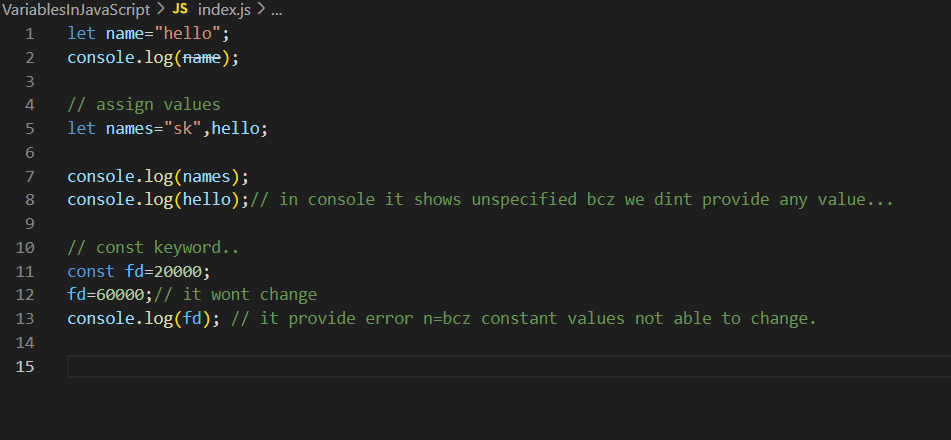 VariablesInJavaScript > JS index.js > ...
1 let name="hello";
2 console.log(name);
3
4 // assign values
5 let names="sk",hello;
6
7 console.log(names);
8 console.log(hello);// in console it shows unspecified bcz we dint provide any value...
9
10 // const keyword..
11 const fd=20000;
12 fd=60000;// it wont change
13 console.log(fd); // it provide error n=bcz constant values not able to change.
14
15